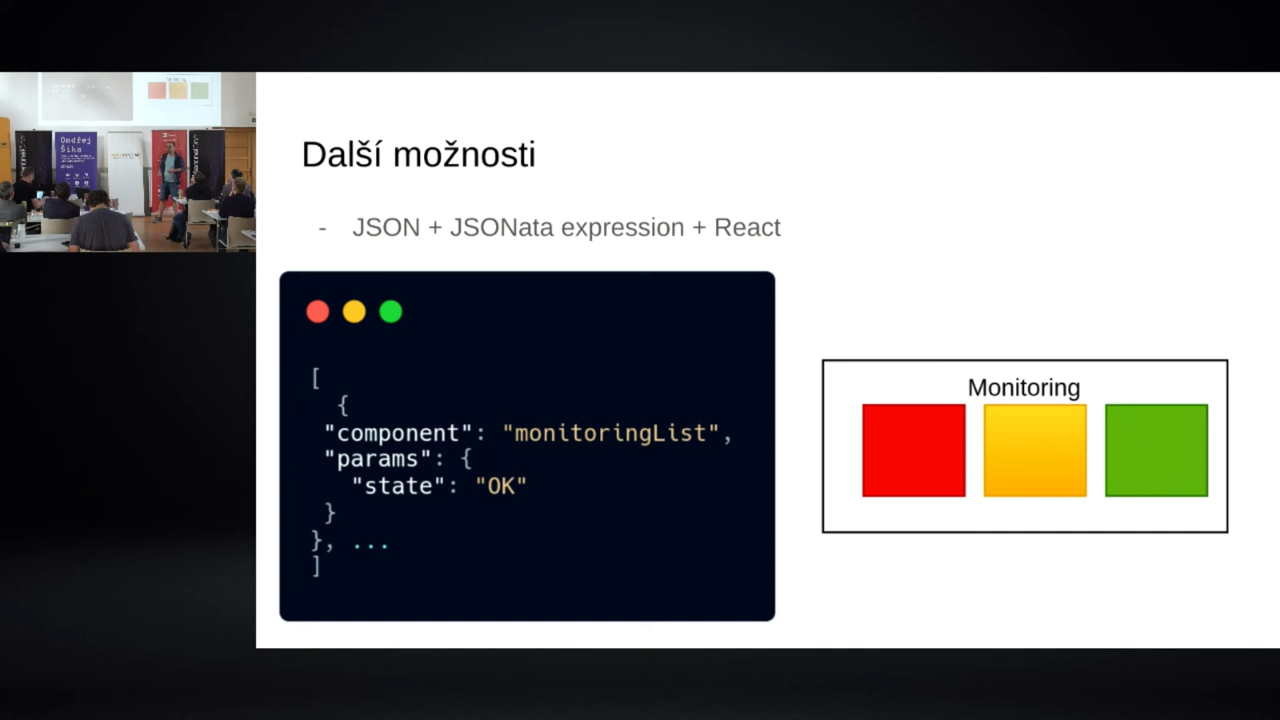 Ondřej
Šika
Další možnosti
- JSON + JSONata expression + React
[
{
"component": "monitoringList",
"params": {
"state": "OK"
}
}, ...
]
Monitoring